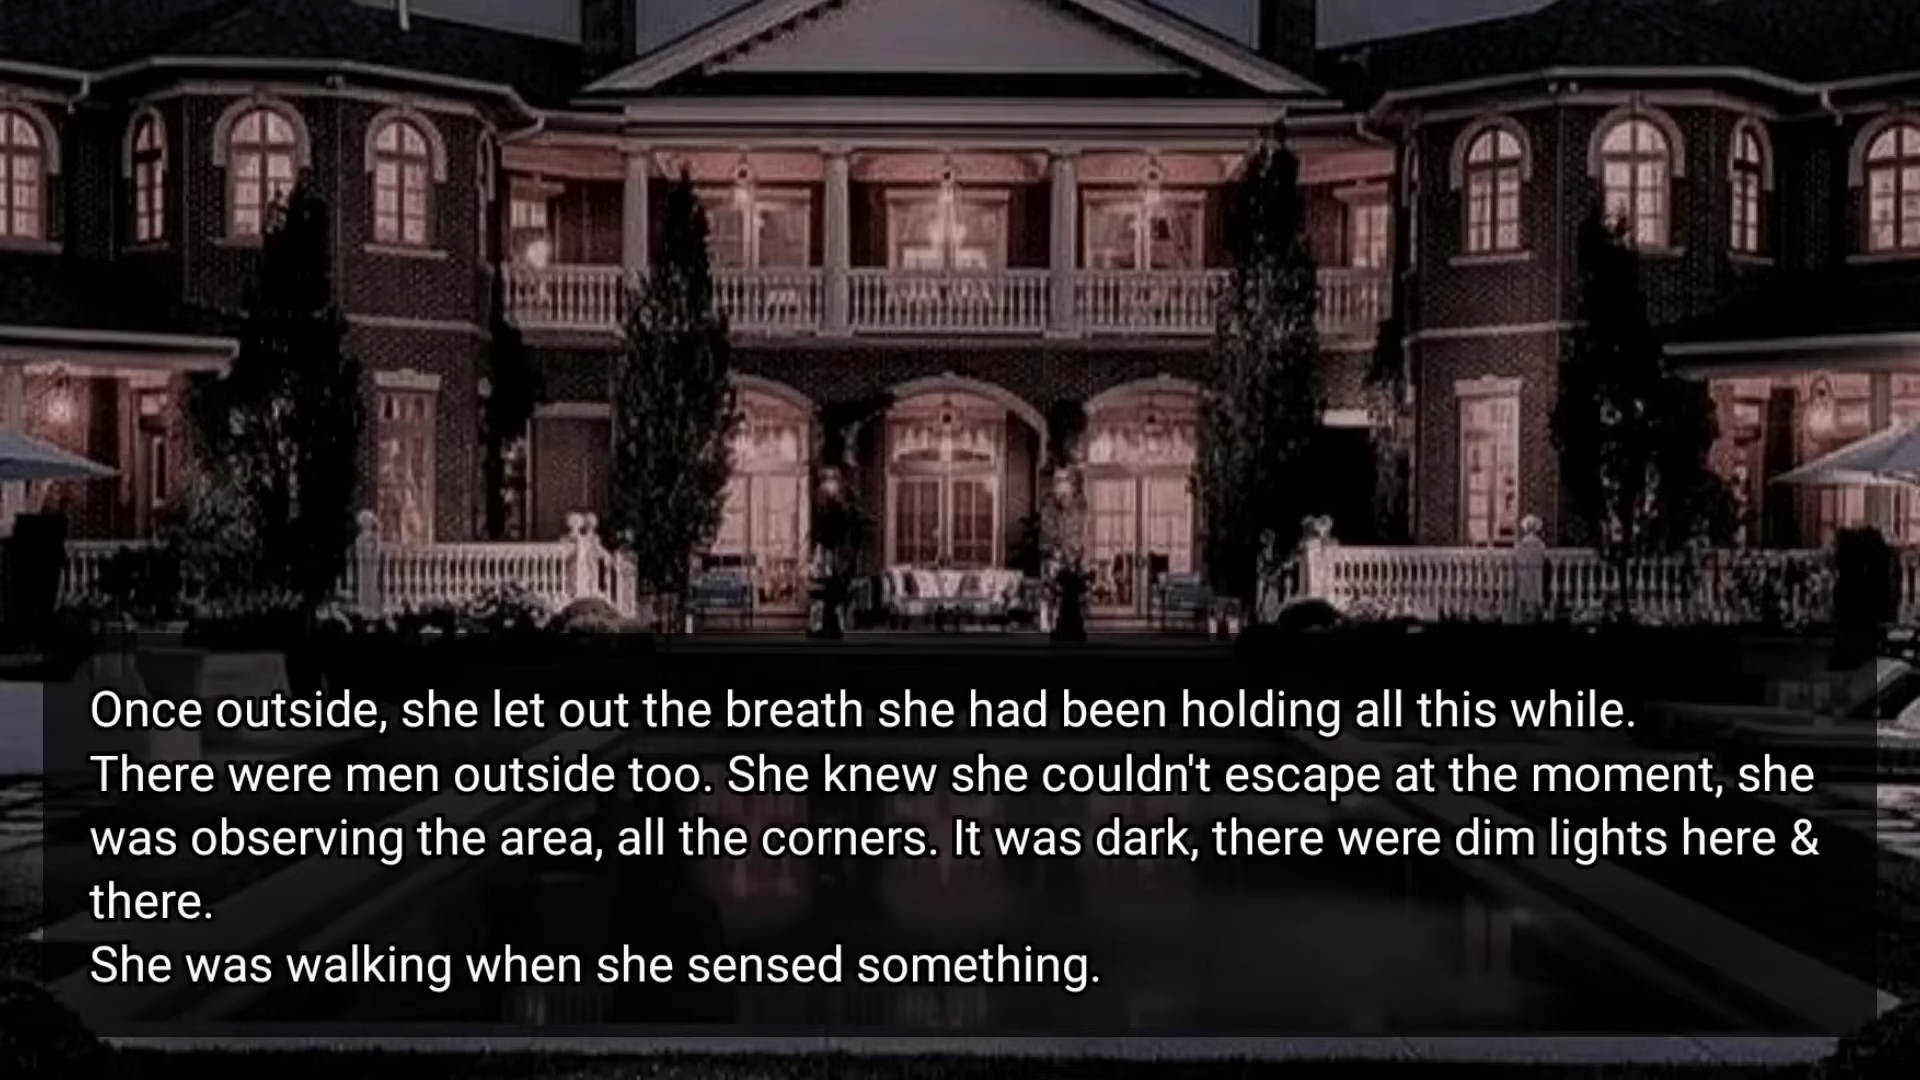 Once outside, she let out the breath she had been holding all this while.
There were men outside too. She knew she couldn't escape at the moment, she
was observing the area, all the corners. It was dark, there were dim lights here &
there.
She was walking when she sensed something.